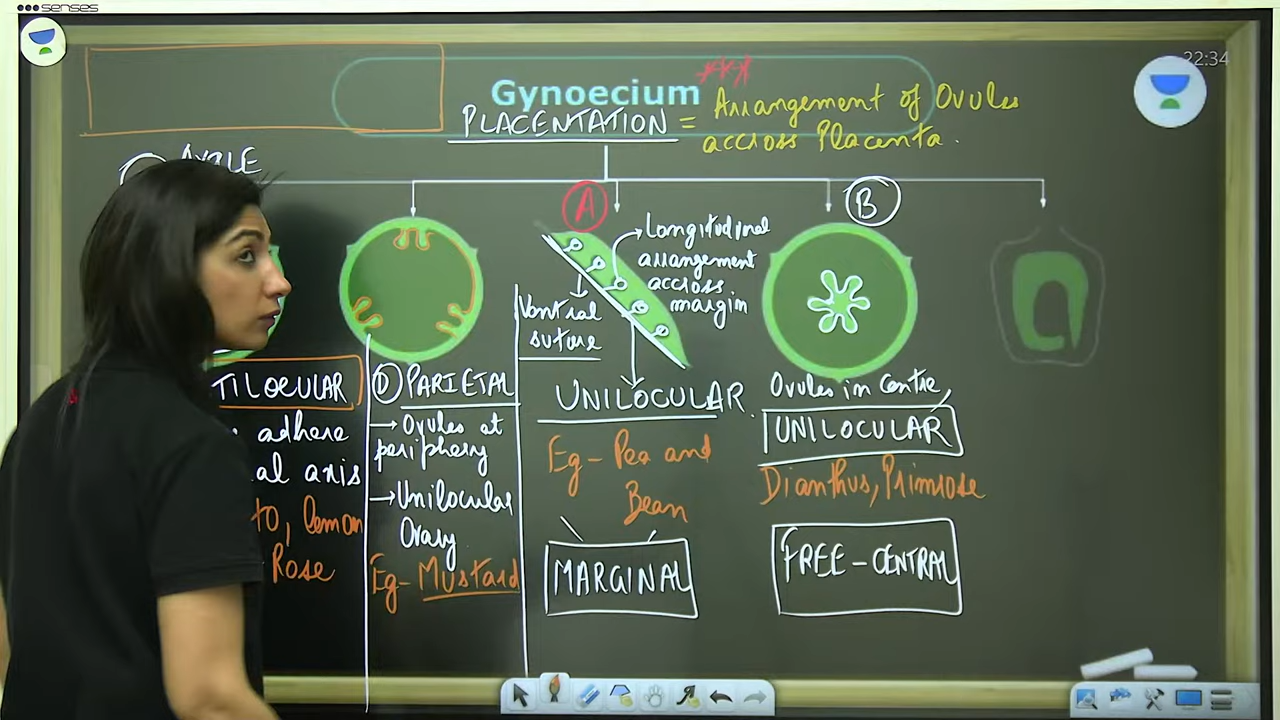 senses
22:34
Gynoecium ***
PLACENTATION = Arrangement of Ovules
accross Placenta.
AXILE
A
B
Longitudinal
arrangement
accross
margin
Ventral
suture
TILOCULAR
adhere
al axis
to, lemon
Rose
D PARIETAL
→ Ovules at
periphery
→ Unilocular
Ovary
Eg- Mustard
UNILOCULAR
Eg- Pea and
Bean
MARGINAL
Ovules in centre,
UNILOCULAR
Dianthus, Primrose
FREE-CENTRAL